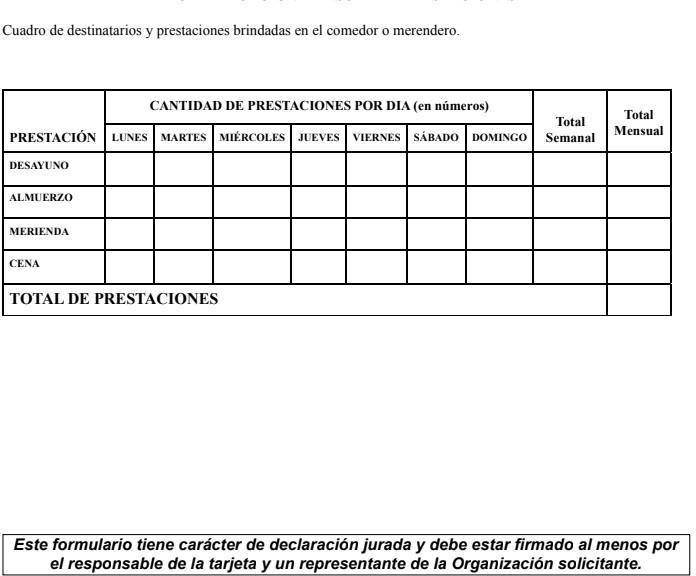 Cuadro de destinatarios y prestaciones brindadas en el comedor o merendero.
CANTIDAD DE PRESTACIONES POR DIA (en números)
Total Semanal
Total Mensual
PRESTACIÓN LUNES MARTES MIÉRCOLES JUEVES VIERNES SÁBADO DOMINGO
DESAYUNO
ALMUERZO
MERIENDA
CENA
TOTAL DE PRESTACIONES
Este formulario tiene carácter de declaración jurada y debe estar firmado al menos por
el responsable de la tarjeta y un representante de la Organización solicitante.